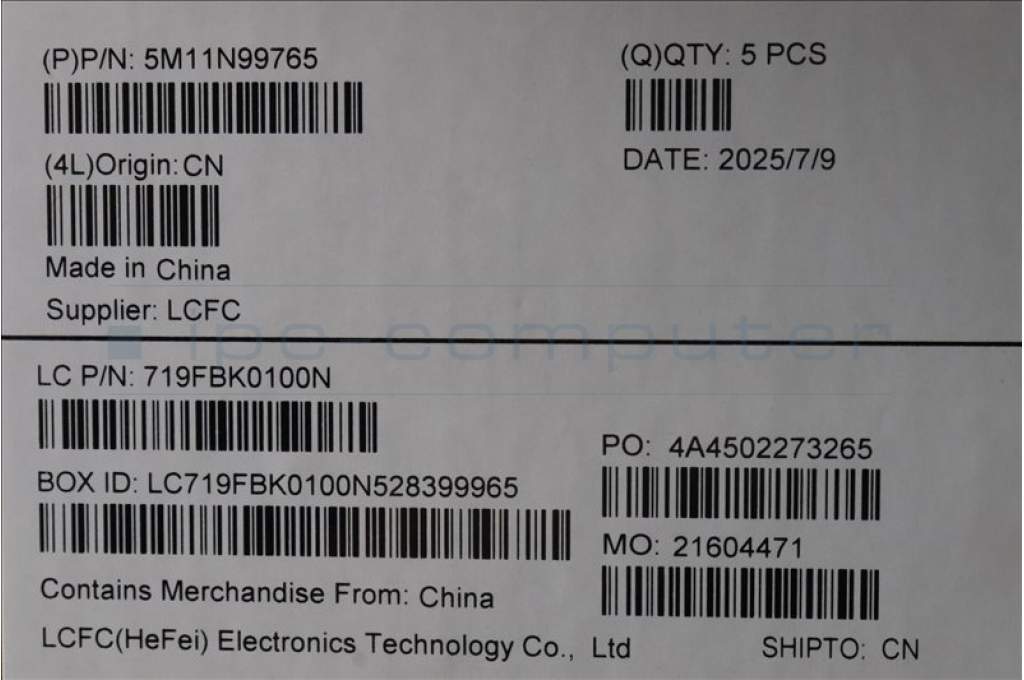 (P)P/N: 5M11N99765
(Q)QTY: 5 PCS
(4L)Origin: CN
DATE: 2025/7/9
Made in China
Supplier: LCFC
ipc computer
LC P/N: 719FBK0100N
PO: 4A4502273265
BOX ID: LC719FBK0100N528399965
MO: 21604471
Contains Merchandise From: China
LCFC(HeFei) Electronics Technology Co., Ltd
SHIPTO: CN